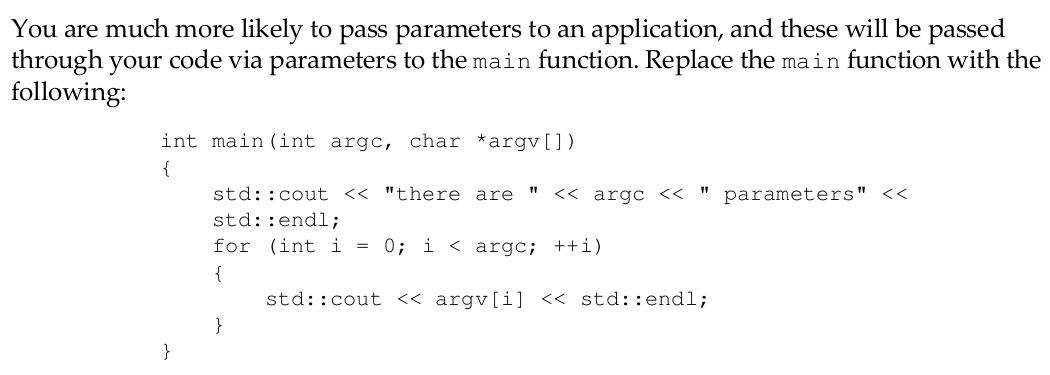 You are much more likely to pass parameters to an application, and these will be passed
through your code via parameters to the main function. Replace the main function with the
following:
int main(int argc, char *argv[])
{
    std::cout << "there are " << argc << " parameters" <<
    std::endl;
    for (int i = 0; i < argc; ++i)
    {
        std::cout << argv[i] << std::endl;
    }
}